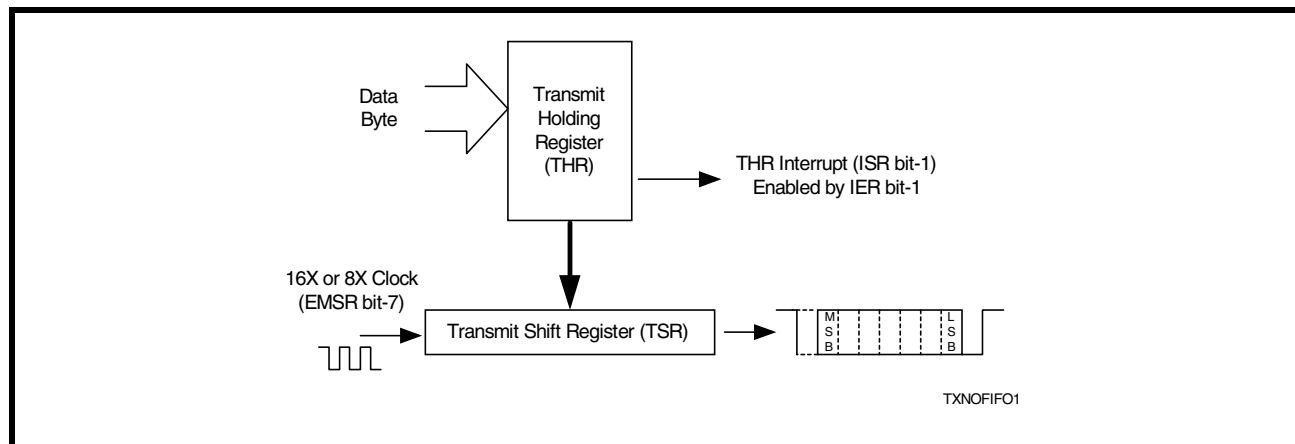 Data
Byte
Transmit
Holding
Register
(THR)
THR Interrupt (ISR bit-1)
Enabled by IER bit-1
16X or 8X Clock
(EMSR bit-7)
Transmit Shift Register (TSR)
M
S
B
L
S
B
TXNOFIFO1